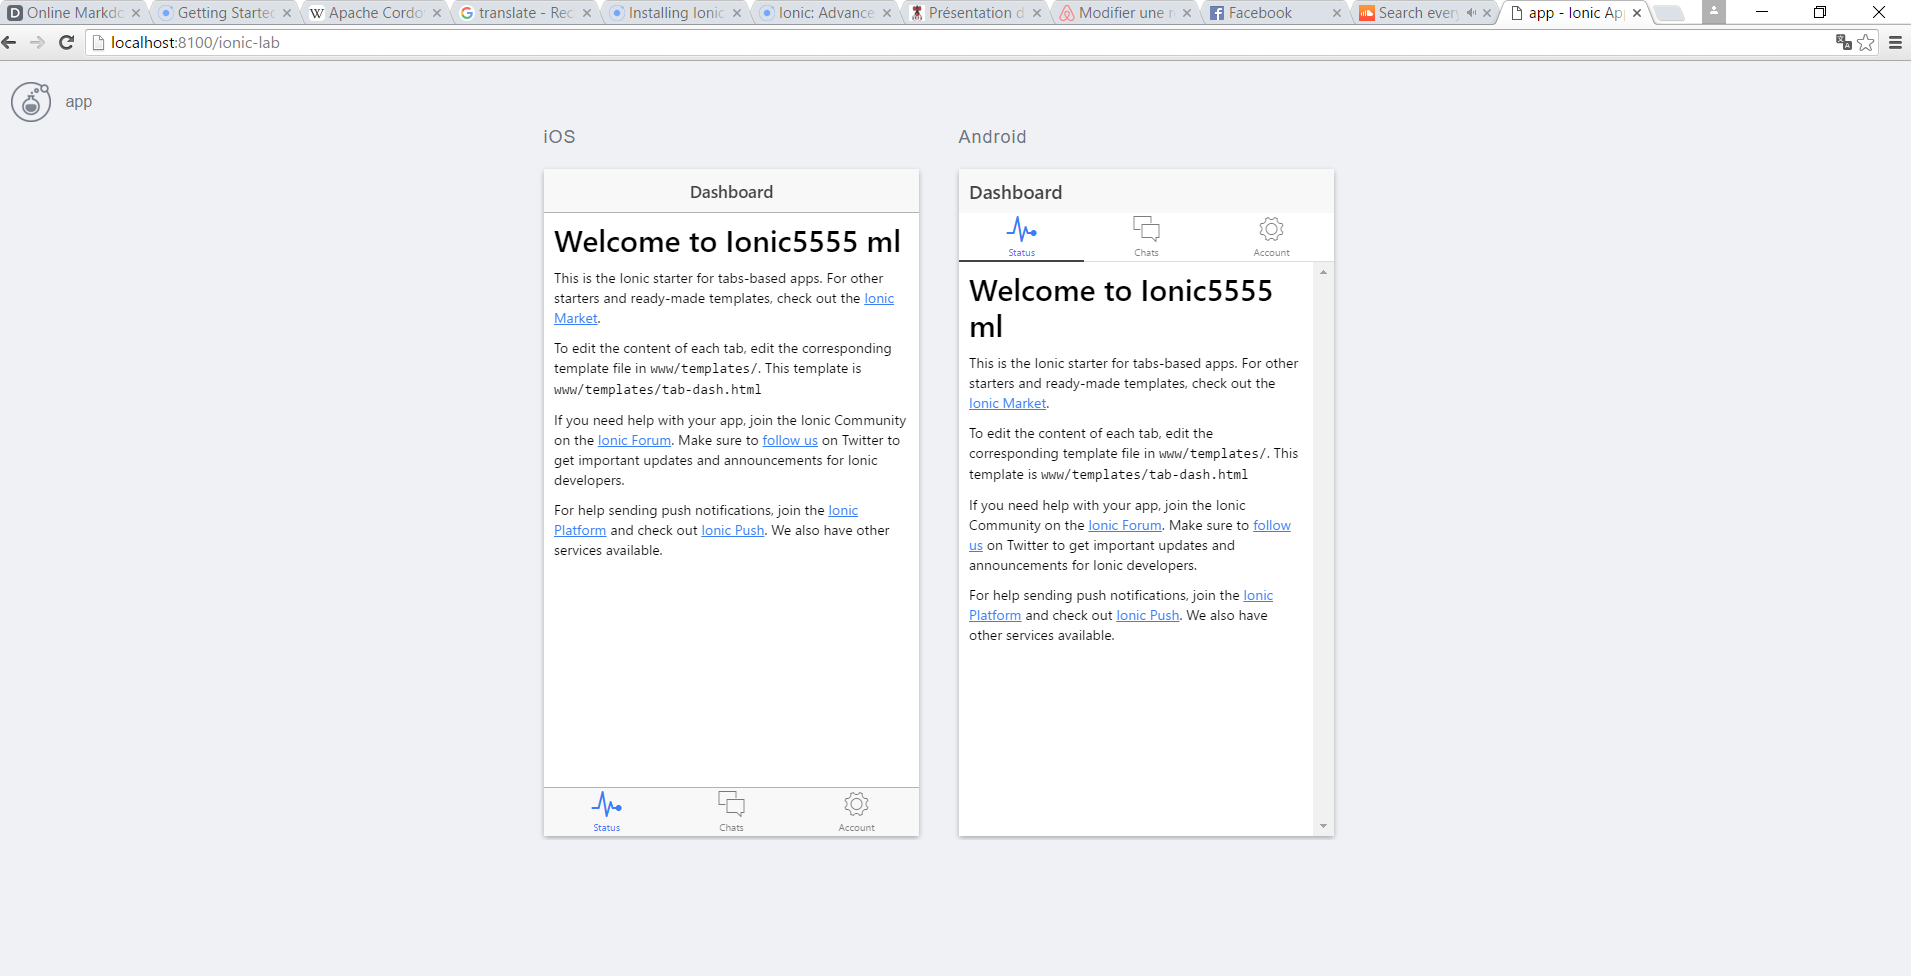 Online Markdo
Getting Started
Apache Cordo
translate - Rec
Installing Ionic
Ionic: Advance
Présentation d
Modifier une r
Facebook
Search every
app - Ionic Ap
localhost:8100/ionic-lab
app
iOS
Dashboard
Welcome to Ionic5555 ml
This is the Ionic starter for tabs-based apps. For other
starters and ready-made templates, check out the Ionic
Market.
To edit the content of each tab, edit the corresponding
template file in www/templates/. This template is
www/templates/tab-dash.html
If you need help with your app, join the Ionic Community
on the Ionic Forum. Make sure to follow us on Twitter to
get important updates and announcements for Ionic
developers.
For help sending push notifications, join the Ionic
Platform and check out Ionic Push. We also have other
services available.
Status
Chats
Account
Android
Dashboard
Status
Chats
Account
Welcome to Ionic5555
ml
This is the Ionic starter for tabs-based apps. For other
starters and ready-made templates, check out the
Ionic Market.
To edit the content of each tab, edit the
corresponding template file in www/templates/. This
template is www/templates/tab-dash.html
If you need help with your app, join the Ionic
Community on the Ionic Forum. Make sure to follow
us on Twitter to get important updates and
announcements for Ionic developers.
For help sending push notifications, join the Ionic
Platform and check out Ionic Push. We also have
other services available.